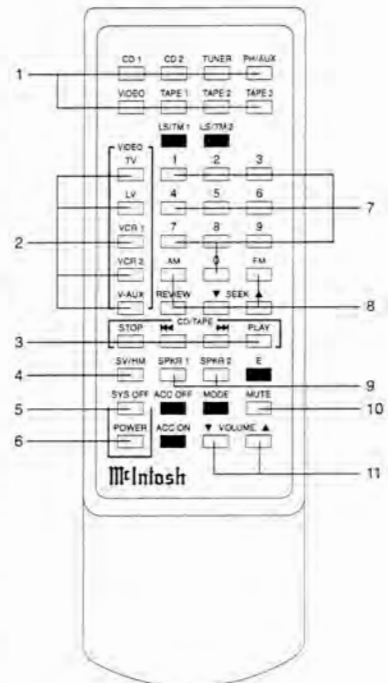 CD 1 CD 2 TUNER PH/AUX
1
VIDEO TAPE 1 TAPE 2 TAPE 3
LS/TM 1 LS/TM 2
VIDEO
TV 1 2 3
LV 4 5 6 7
2 VCR 1 7 8 9
VCR 2 AM 0 FM
8
V-AUX REVIEW ▼ SEEK ▲
CD/TAPE
3 STOP ⏮ ⏭ PLAY
4 SV/HM SPKR 1 SPKR 2 E
9
5 SYS OFF ACC OFF MODE MUTE 10
6 POWER ACC ON ▼ VOLUME ▲
11
McIntosh